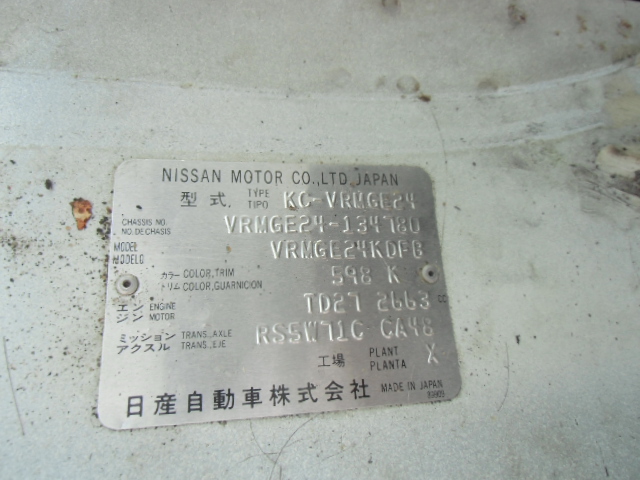 NISSAN MOTOR CO.,LTD.JAPAN
型式 TYPE TIPO KC-VRMGE24
CHASSIS NO. NO.DE CHASIS VRMGE24-134780
MODEL MODELO VRMGE24KDFB
カラー COLOR,TRIM トリム COLOR,GUARNICION 598 K
エンジン ENGINE MOTOR TD27 2663 cc
ミッション TRANS.,AXLE アクスル TRANS.,EJE RS5W71C CA48
工場 PLANT PLANTA X
日産自動車株式会社 MADE IN JAPAN